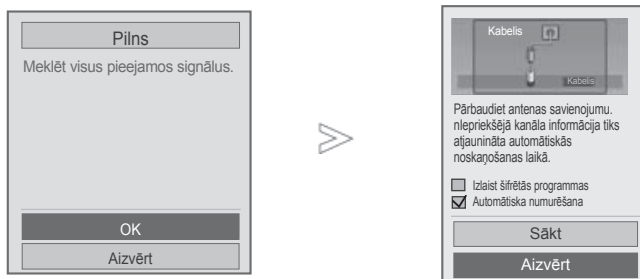 Pilns
Meklēt visus pieejamos signālus.
OK
Aizvērt
Kabelis
Kabelis
Pārbaudiet antenas savienojumu.
nIepriekšējā kanāla informācija tiks
atjaunināta automātiskās
noskaņošanas laikā.
Izlaist šifrētās programmas
Automātiska numurēšana
Sākt
Aizvērt